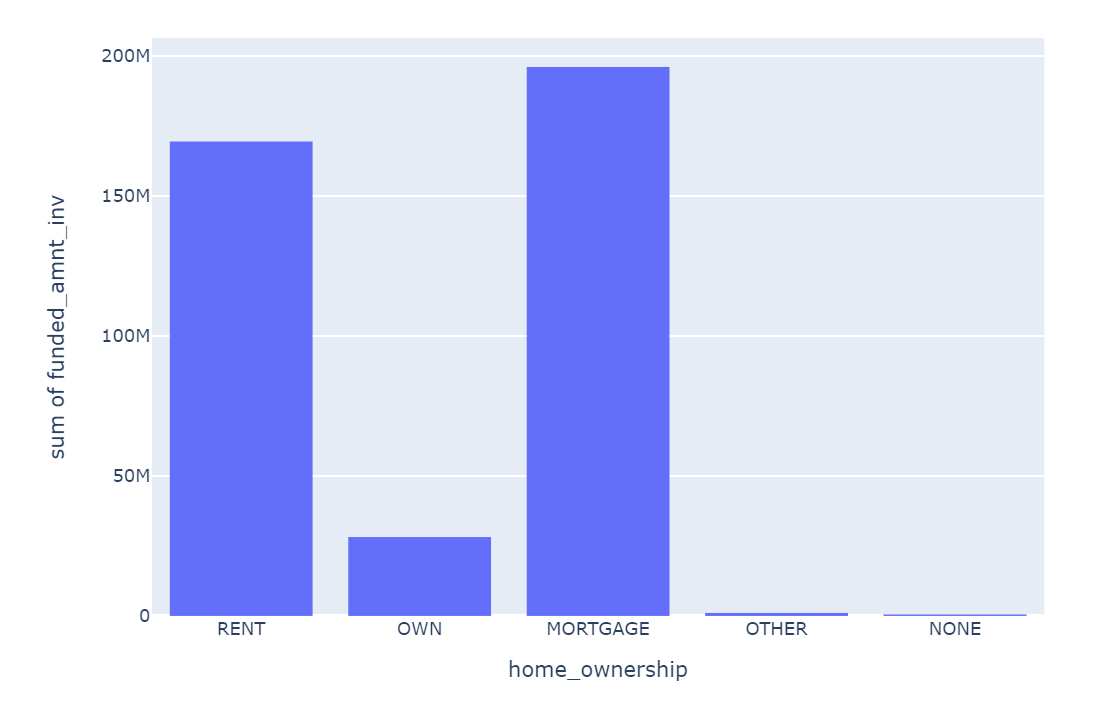 200M
150M
100M
50M
0
sum of funded_amnt_inv
RENT
OWN
MORTGAGE
OTHER
NONE
home_ownership